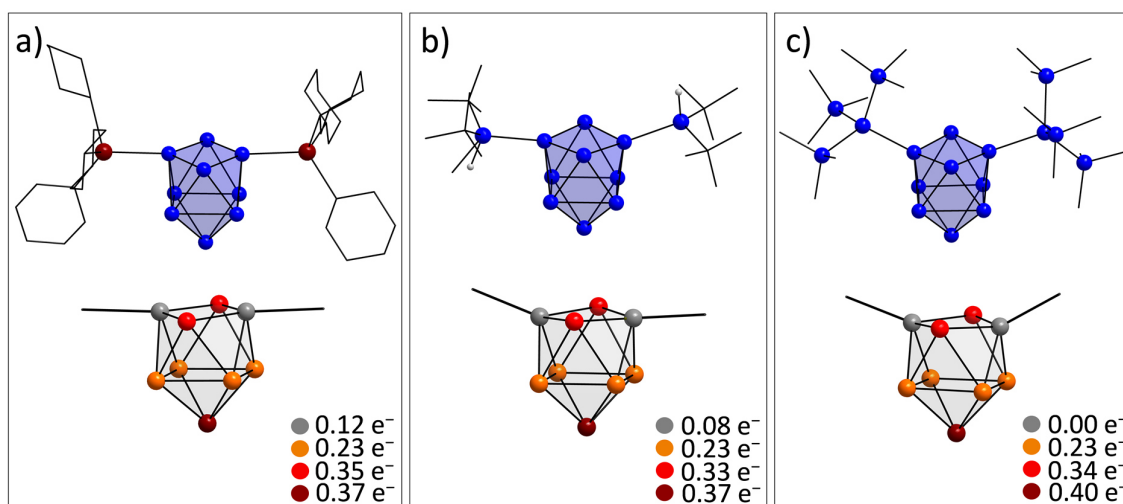 a)
0.12 e⁻
0.23 e⁻
0.35 e⁻
0.37 e⁻
b)
0.08 e⁻
0.23 e⁻
0.33 e⁻
0.37 e⁻
c)
0.00 e⁻
0.23 e⁻
0.34 e⁻
0.40 e⁻